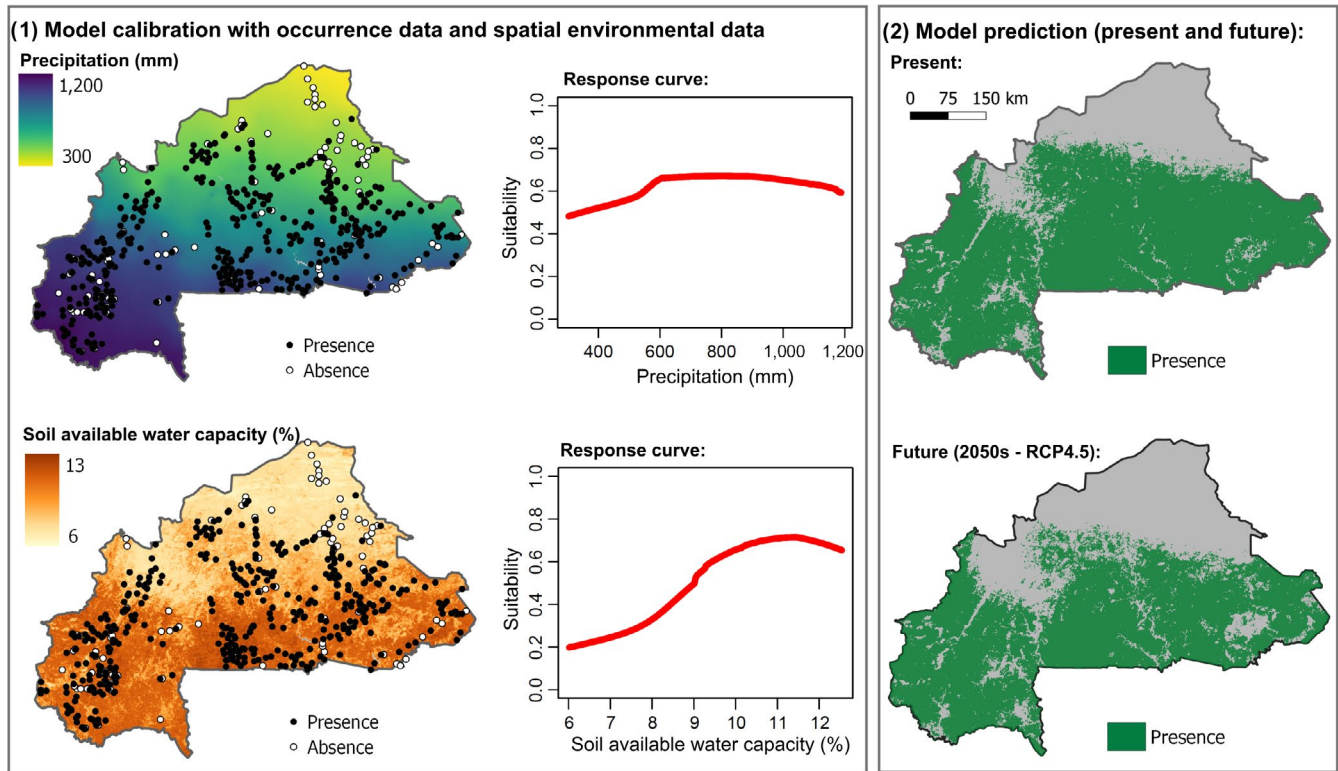 (1) Model calibration with occurrence data and spatial environmental data
Precipitation (mm)
1,200
300
Presence
Absence
Response curve:
Suitability
1.0
0.8
0.6
0.4
0.2
0.0
400 600 800 1,000 1,200
Precipitation (mm)
Soil available water capacity (%)
13
6
Presence
Absence
Response curve:
Suitability
1.0
0.8
0.6
0.4
0.2
0.0
6 7 8 9 10 11 12
Soil available water capacity (%)
(2) Model prediction (present and future):
Present:
0 75 150 km
Presence
Future (2050s - RCP4.5):
Presence